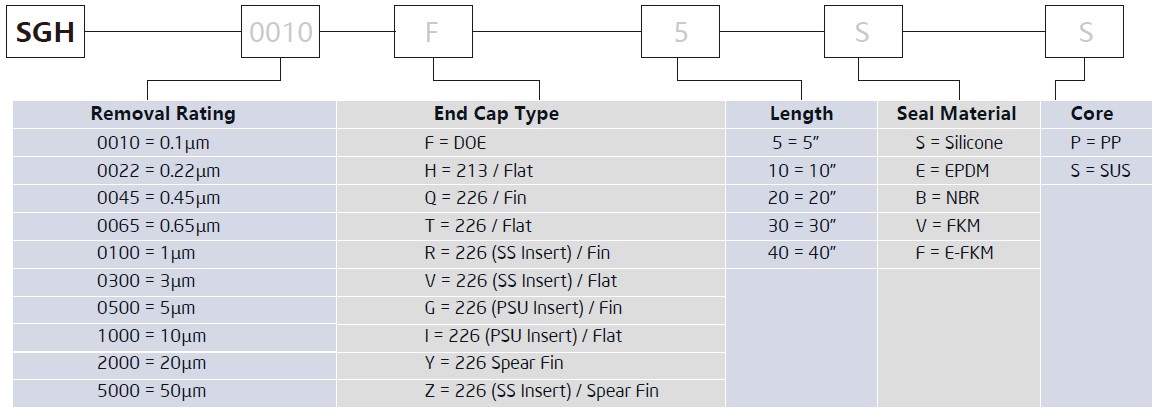 SGH 0010 F 5 S S
Removal Rating End Cap Type Length Seal Material Core
0010 = 0.1µm F = DOE 5 = 5″ S = Silicone P = PP
0022 = 0.22µm H = 213 / Flat 10 = 10″ E = EPDM S = SUS
0045 = 0.45µm Q = 226 / Fin 20 = 20″ B = NBR
0065 = 0.65µm T = 226 / Flat 30 = 30″ V = FKM
0100 = 1µm R = 226 (SS Insert) / Fin 40 = 40″ F = E-FKM
0300 = 3µm V = 226 (SS Insert) / Flat
0500 = 5µm G = 226 (PSU Insert) / Fin
1000 = 10µm I = 226 (PSU Insert) / Flat
2000 = 20µm Y = 226 Spear Fin
5000 = 50µm Z = 226 (SS Insert) / Spear Fin